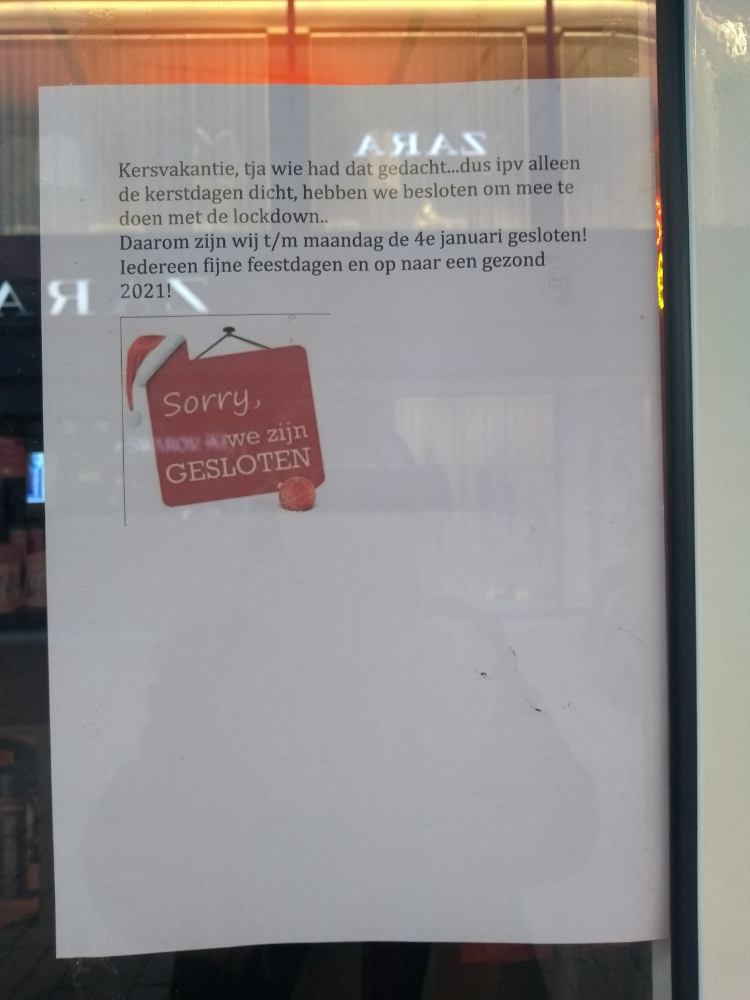 ZARA
Kersvakantie, tja wie had dat gedacht...dus ipv alleen
de kerstdagen dicht, hebben we besloten om mee te
doen met de lockdown..
Daarom zijn wij t/m maandag de 4e januari gesloten!
Iedereen fijne feestdagen en op naar een gezond
2021!
ZARA
Sorry,
we zijn
GESLOTEN